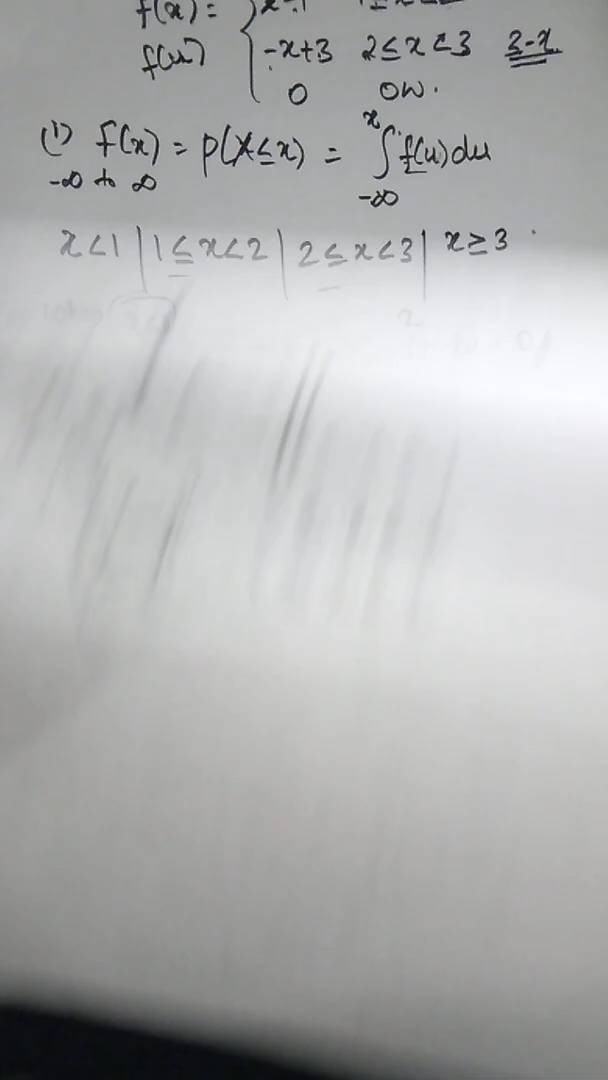 f(x) =
f(u) -x+3 2≤x<3 3-x
0 OW.
(1) F(x) = P(X≤x) = ∫_{-∞}^{x} f(u)du
-∞ to ∞
x<1 | 1≤x<2 | 2≤x<3 | x≥3